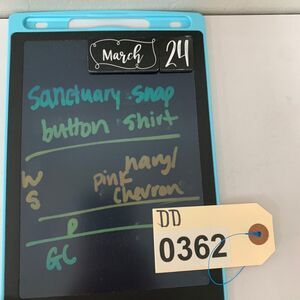 March 24
Sanctuary snap
button shirt
W
navy/
S
pink chevron
P
GC
DD
0362